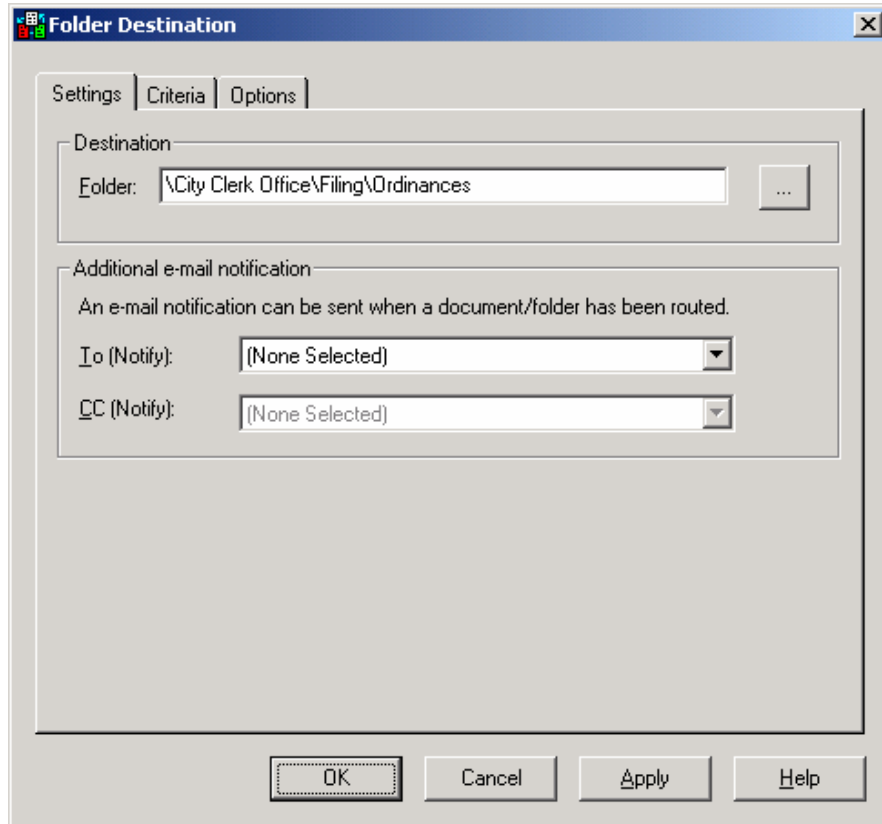 Folder Destination
Settings Criteria Options
Destination
Folder: \City Clerk Office\Filing\Ordinances ...
Additional e-mail notification
An e-mail notification can be sent when a document/folder has been routed.
To (Notify): (None Selected)
CC (Notify): (None Selected)
OK Cancel Apply Help